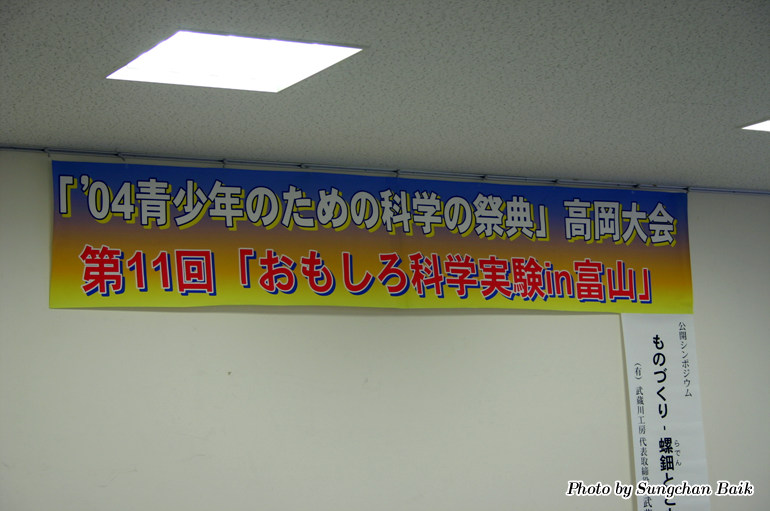 「'04青少年のための科学の祭典」高岡大会
第11回「おもしろ科学実験in富山」
公開シンポジウム
ものづくり-螺鈿と
らでん
(有)武蔵川工房 代表取締
Photo by Sungchan Baik